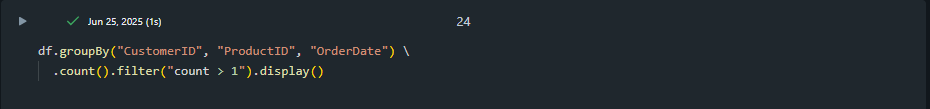 Jun 25, 2025 (1s)
24
df.groupBy("CustomerID", "ProductID", "OrderDate") \
.count().filter("count > 1").display()